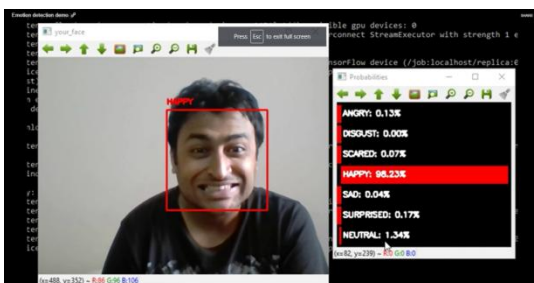 Emotion detection demo
ible gpu devices: 0
your_face
Press Esc to exit full screen
rconnect StreamExecutor with strength 1 e
nsorFlow device (/job:localhost/replica:0
Probabilities
HAPPY
ANGRY: 0.13%
DISGUST: 0.00%
SCARED: 0.07%
HAPPY: 98.23%
SAD: 0.04%
SURPRISED: 0.17%
NEUTRAL: 1.34%
(x=82, y=239) ~ R:0 G:0 B:0
(x=488, y=352) ~ R:86 G:96 B:106